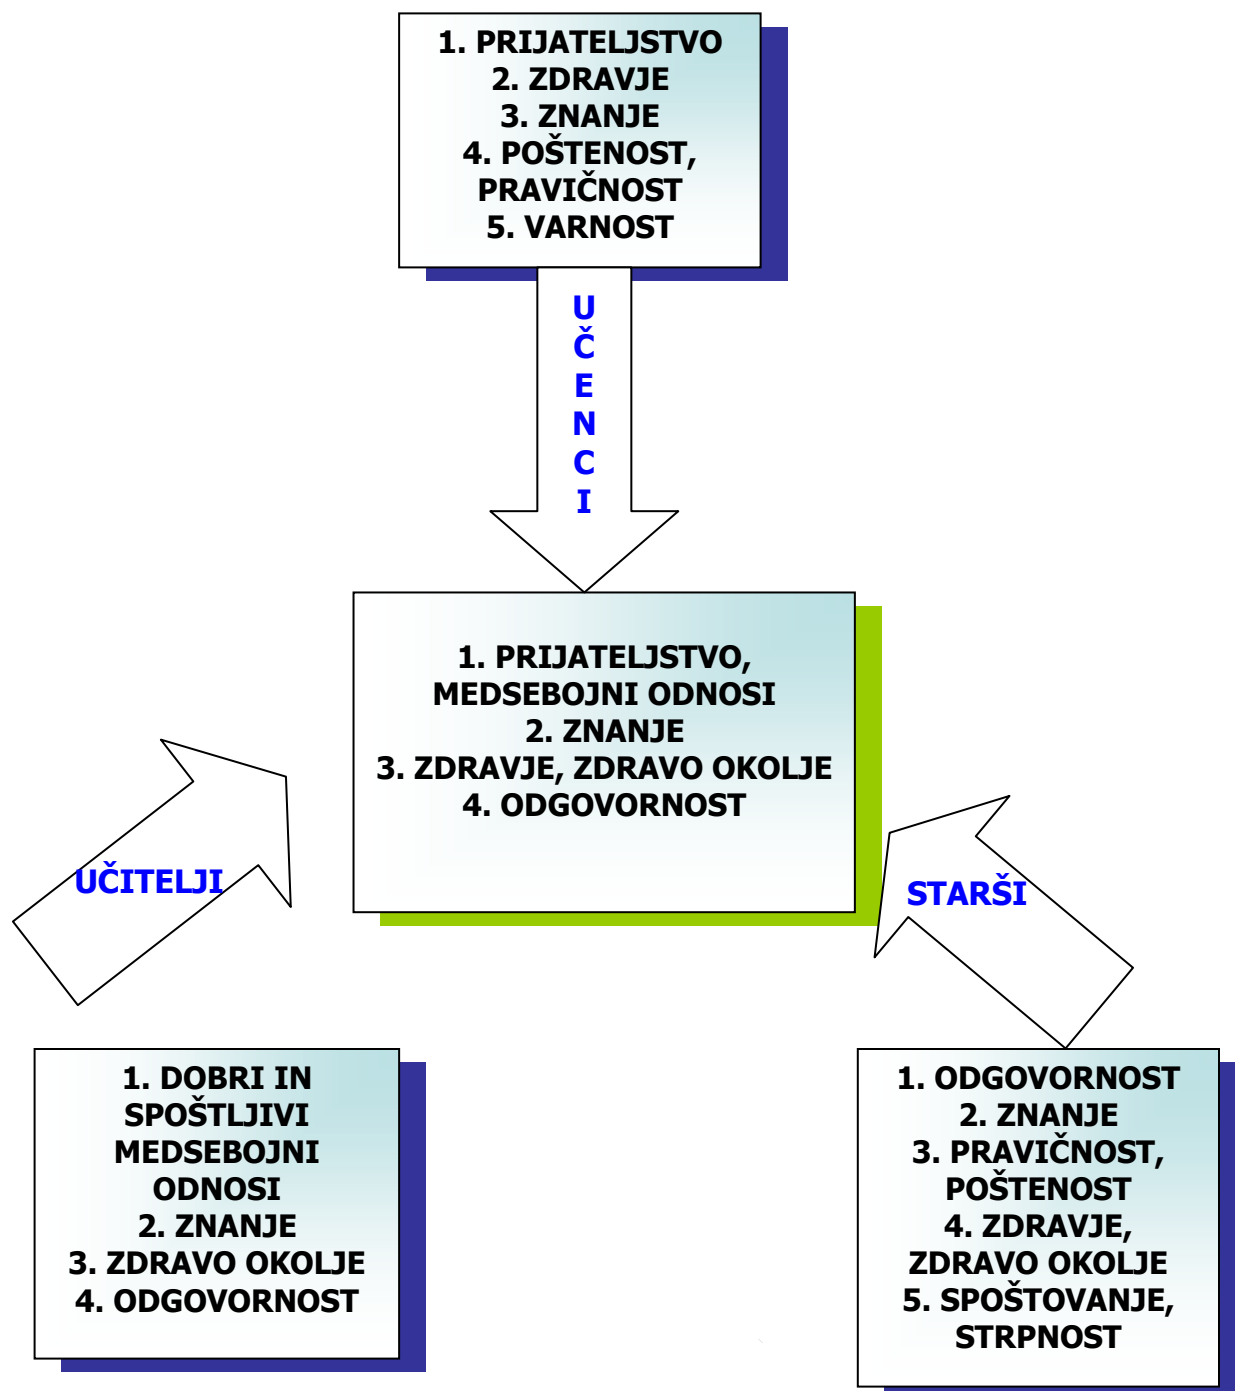 1. PRIJATELJSTVO
2. ZDRAVJE
3. ZNANJE
4. POŠTENOST,
PRAVIČNOST
5. VARNOST
U
Č
E
N
C
I
1. PRIJATELJSTVO,
MEDSEBOJNI ODNOSI
2. ZNANJE
3. ZDRAVJE, ZDRAVO OKOLJE
4. ODGOVORNOST
UČITELJI
STARŠI
1. DOBRI IN
SPOŠTLJIVI
MEDSEBOJNI
ODNOSI
2. ZNANJE
3. ZDRAVO OKOLJE
4. ODGOVORNOST
1. ODGOVORNOST
2. ZNANJE
3. PRAVIČNOST,
POŠTENOST
4. ZDRAVJE,
ZDRAVO OKOLJE
5. SPOŠTOVANJE,
STRPNOST